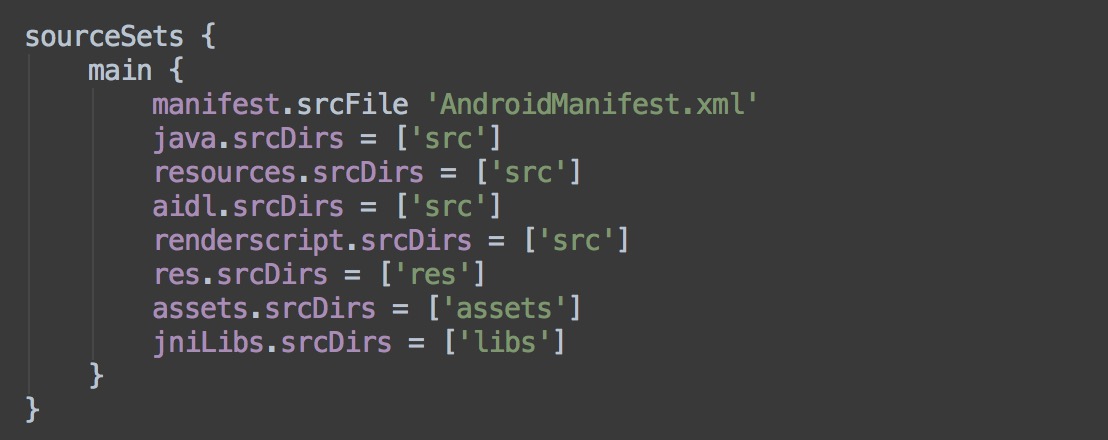 sourceSets {
    main {
        manifest.srcFile 'AndroidManifest.xml'
        java.srcDirs = ['src']
        resources.srcDirs = ['src']
        aidl.srcDirs = ['src']
        renderscript.srcDirs = ['src']
        res.srcDirs = ['res']
        assets.srcDirs = ['assets']
        jniLibs.srcDirs = ['libs']
    }
}